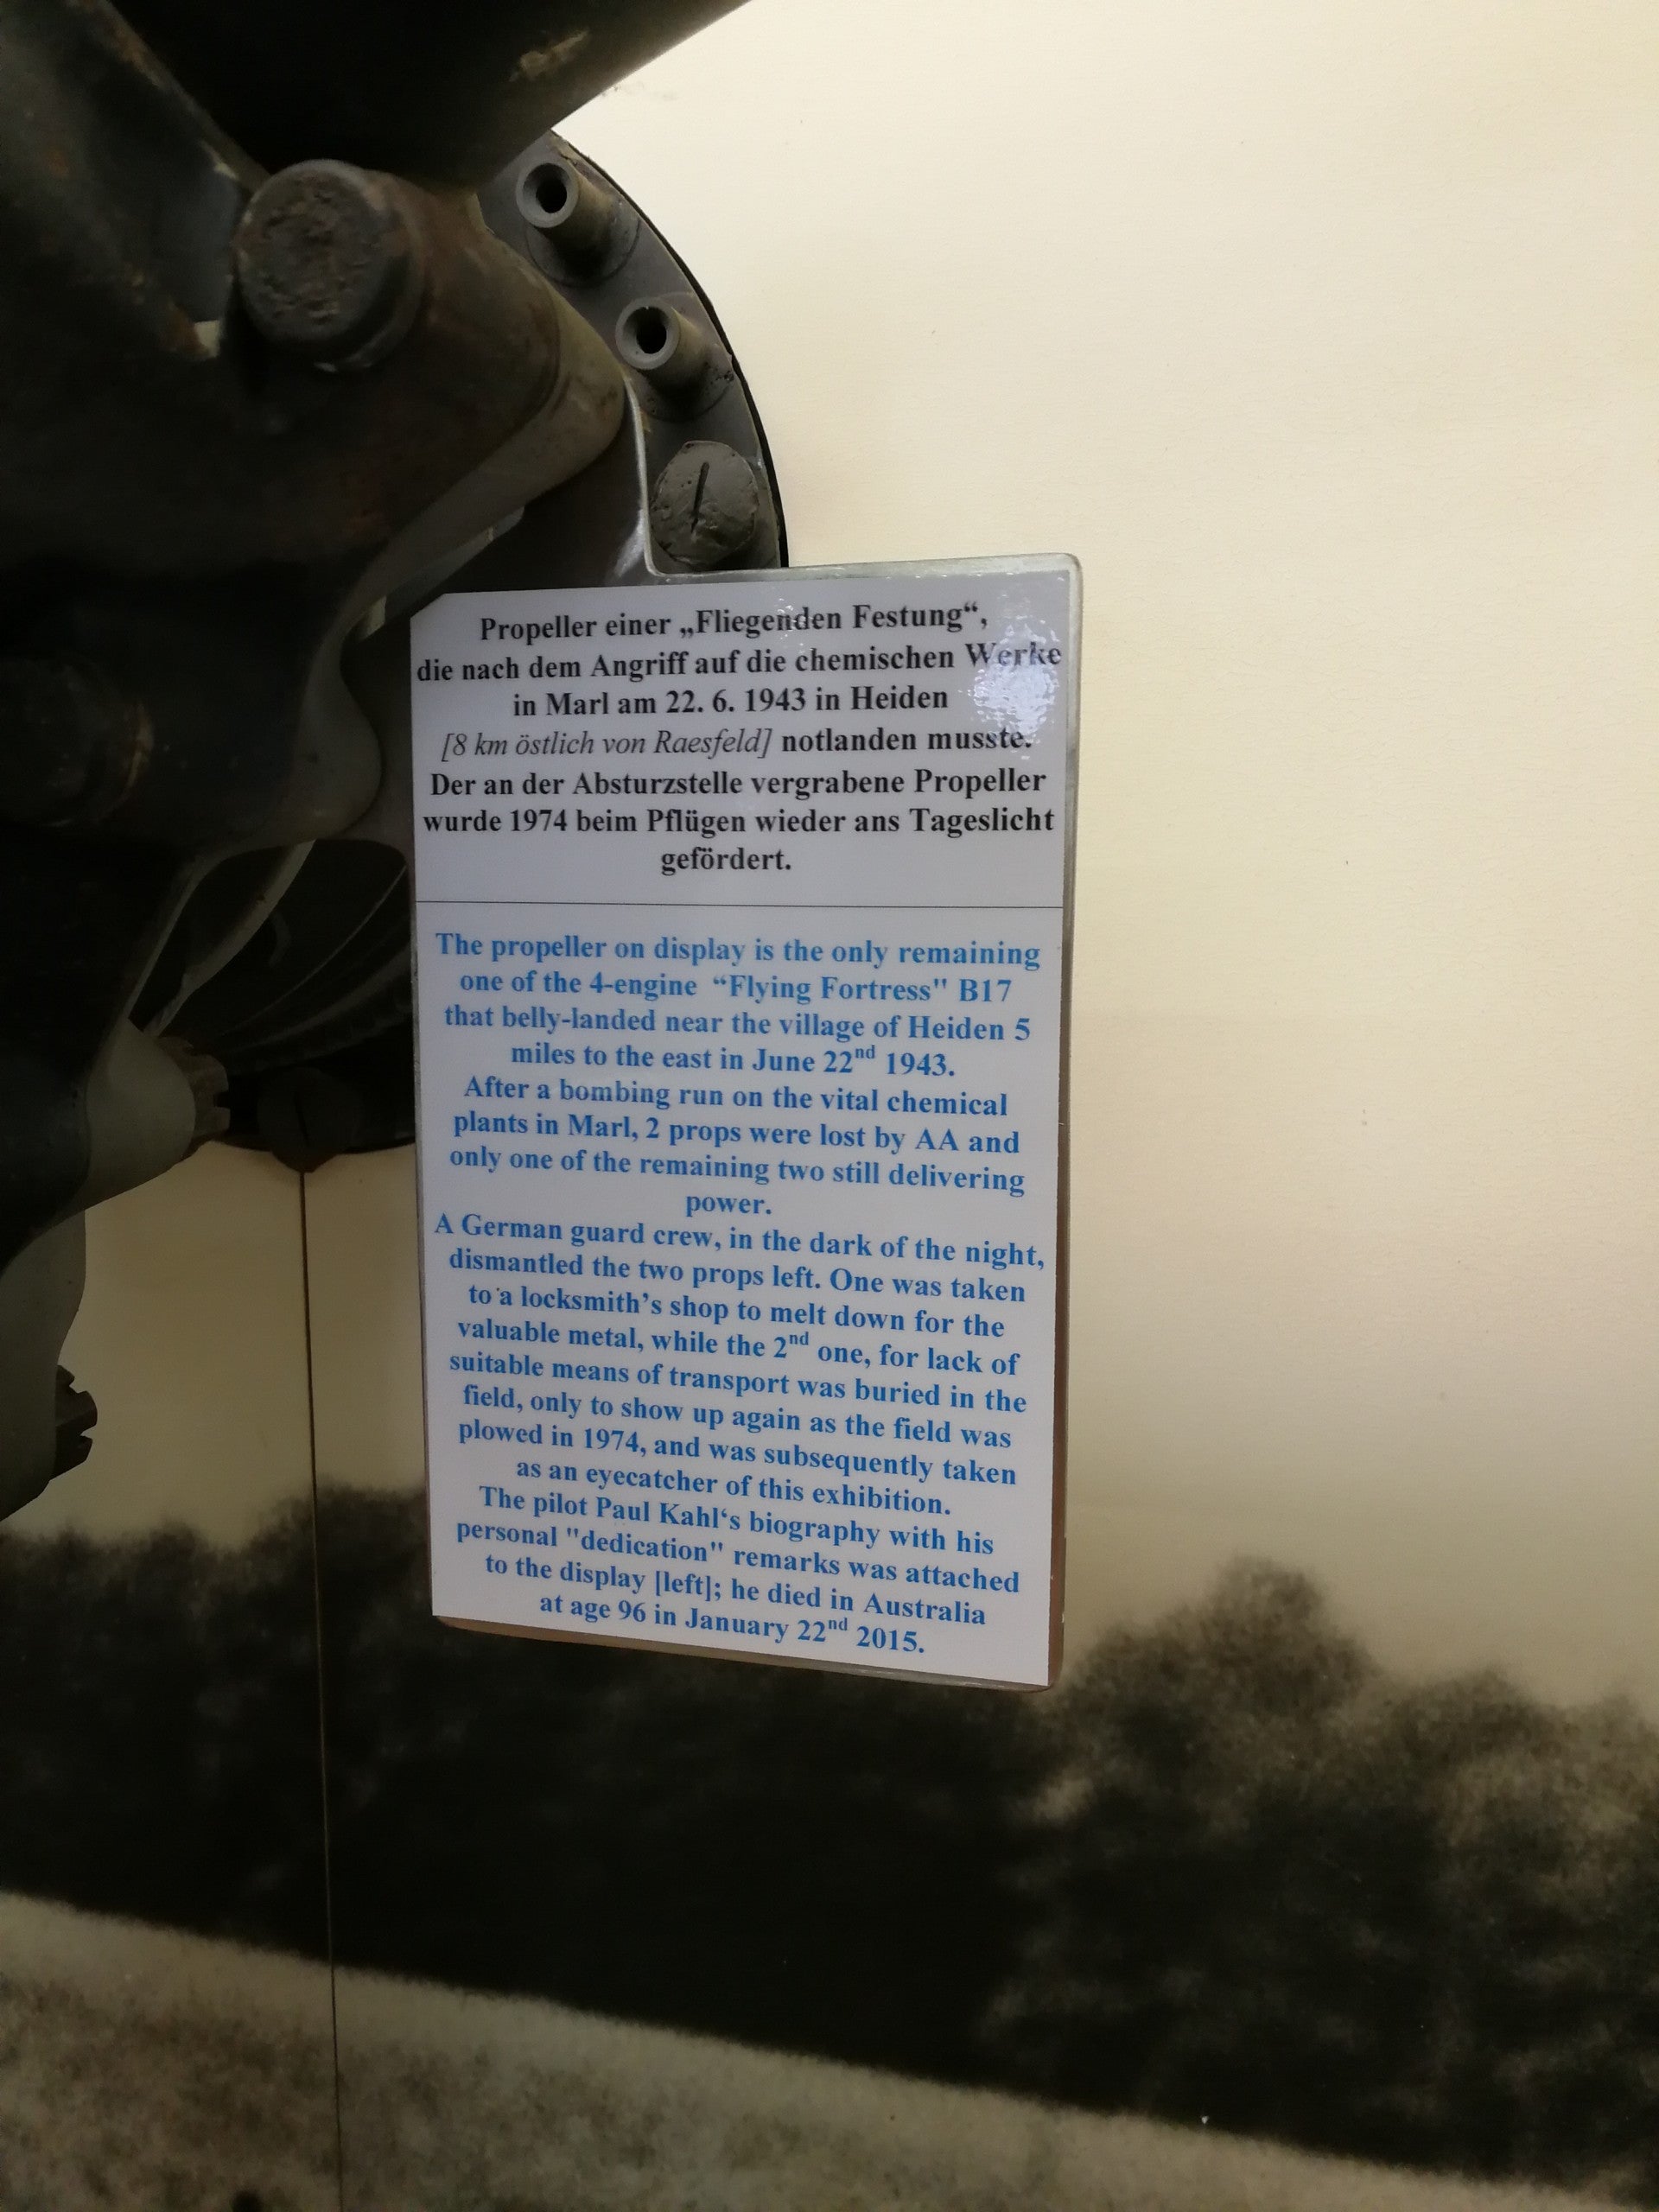 Propeller einer „Fliegenden Festung“,
die nach dem Angriff auf die chemischen Werke
in Marl am 22. 6. 1943 in Heiden
[8 km östlich von Raesfeld] notlanden musste.
Der an der Absturzstelle vergrabene Propeller
wurde 1974 beim Pflügen wieder ans Tageslicht
gefördert.
The propeller on display is the only remaining
one of the 4-engine “Flying Fortress" B17
that belly-landed near the village of Heiden 5
miles to the east in June 22nd 1943.
After a bombing run on the vital chemical
plants in Marl, 2 props were lost by AA and
only one of the remaining two still delivering
power.
A German guard crew, in the dark of the night,
dismantled the two props left. One was taken
to a locksmith’s shop to melt down for the
valuable metal, while the 2nd one, for lack of
suitable means of transport was buried in the
field, only to show up again as the field was
plowed in 1974, and was subsequently taken
as an eyecatcher of this exhibition.
The pilot Paul Kahl‘s biography with his
personal "dedication" remarks was attached
to the display [left]; he died in Australia
at age 96 in January 22nd 2015.